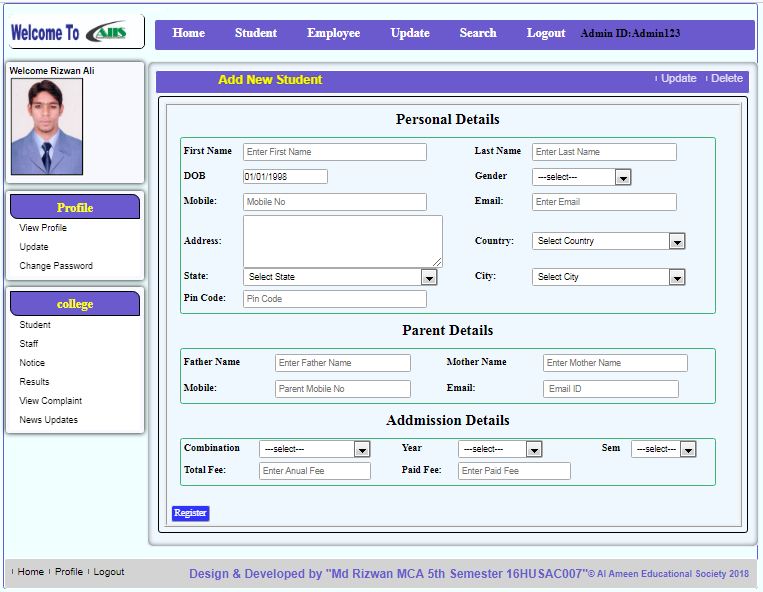 Welcome To AIIS
Home Student Employee Update Search Logout Admin ID:Admin123
Welcome Rizwan Ali
Add New Student Update Delete
Personal Details
First Name Enter First Name Last Name Enter Last Name
DOB 01/01/1998 Gender ---select---
Mobile: Mobile No Email: Enter Email
Address: Country: Select Country
State: Select State City: Select City
Pin Code: Pin Code
Parent Details
Father Name Enter Father Name Mother Name Enter Mother Name
Mobile: Parent Mobile No Email: Email ID
Addmission Details
Combination ---select--- Year ---select--- Sem ---select---
Total Fee: Enter Anual Fee Paid Fee: Enter Paid Fee
Register
Profile
View Profile
Update
Change Password
college
Student
Staff
Notice
Results
View Complaint
News Updates
Home Profile Logout
Design & Developed by "Md Rizwan MCA 5th Semester 16HUSAC007"© Al Ameen Educational Society 2018